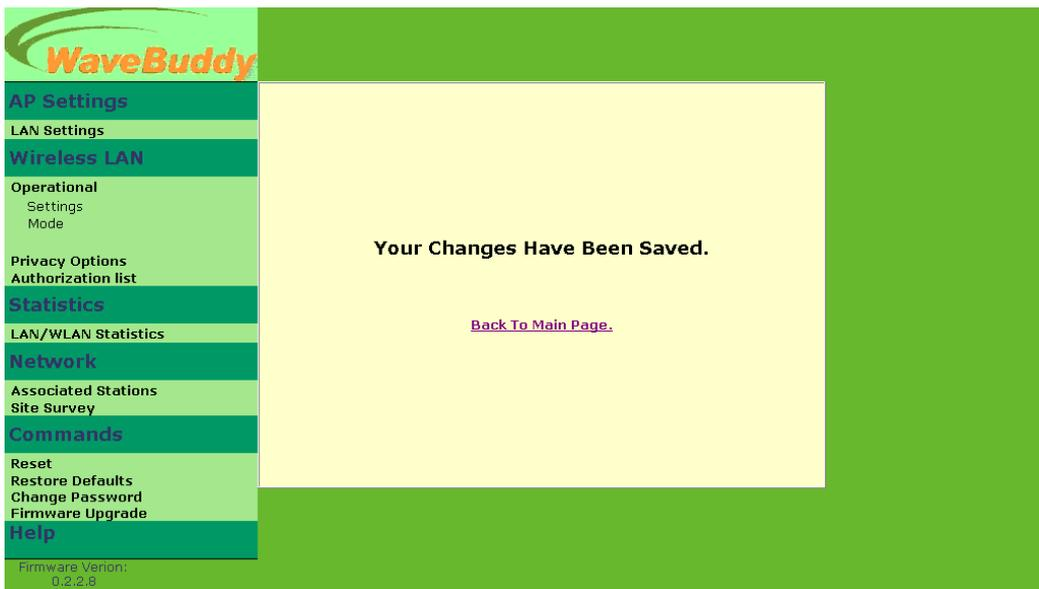 WaveBuddy
AP Settings
LAN Settings
Wireless LAN
Operational
Settings
Mode
Privacy Options
Authorization list
Statistics
LAN/WLAN Statistics
Network
Associated Stations
Site Survey
Commands
Reset
Restore Defaults
Change Password
Firmware Upgrade
Help
Firmware Verion:
0.2.2.8
Your Changes Have Been Saved.
Back To Main Page.